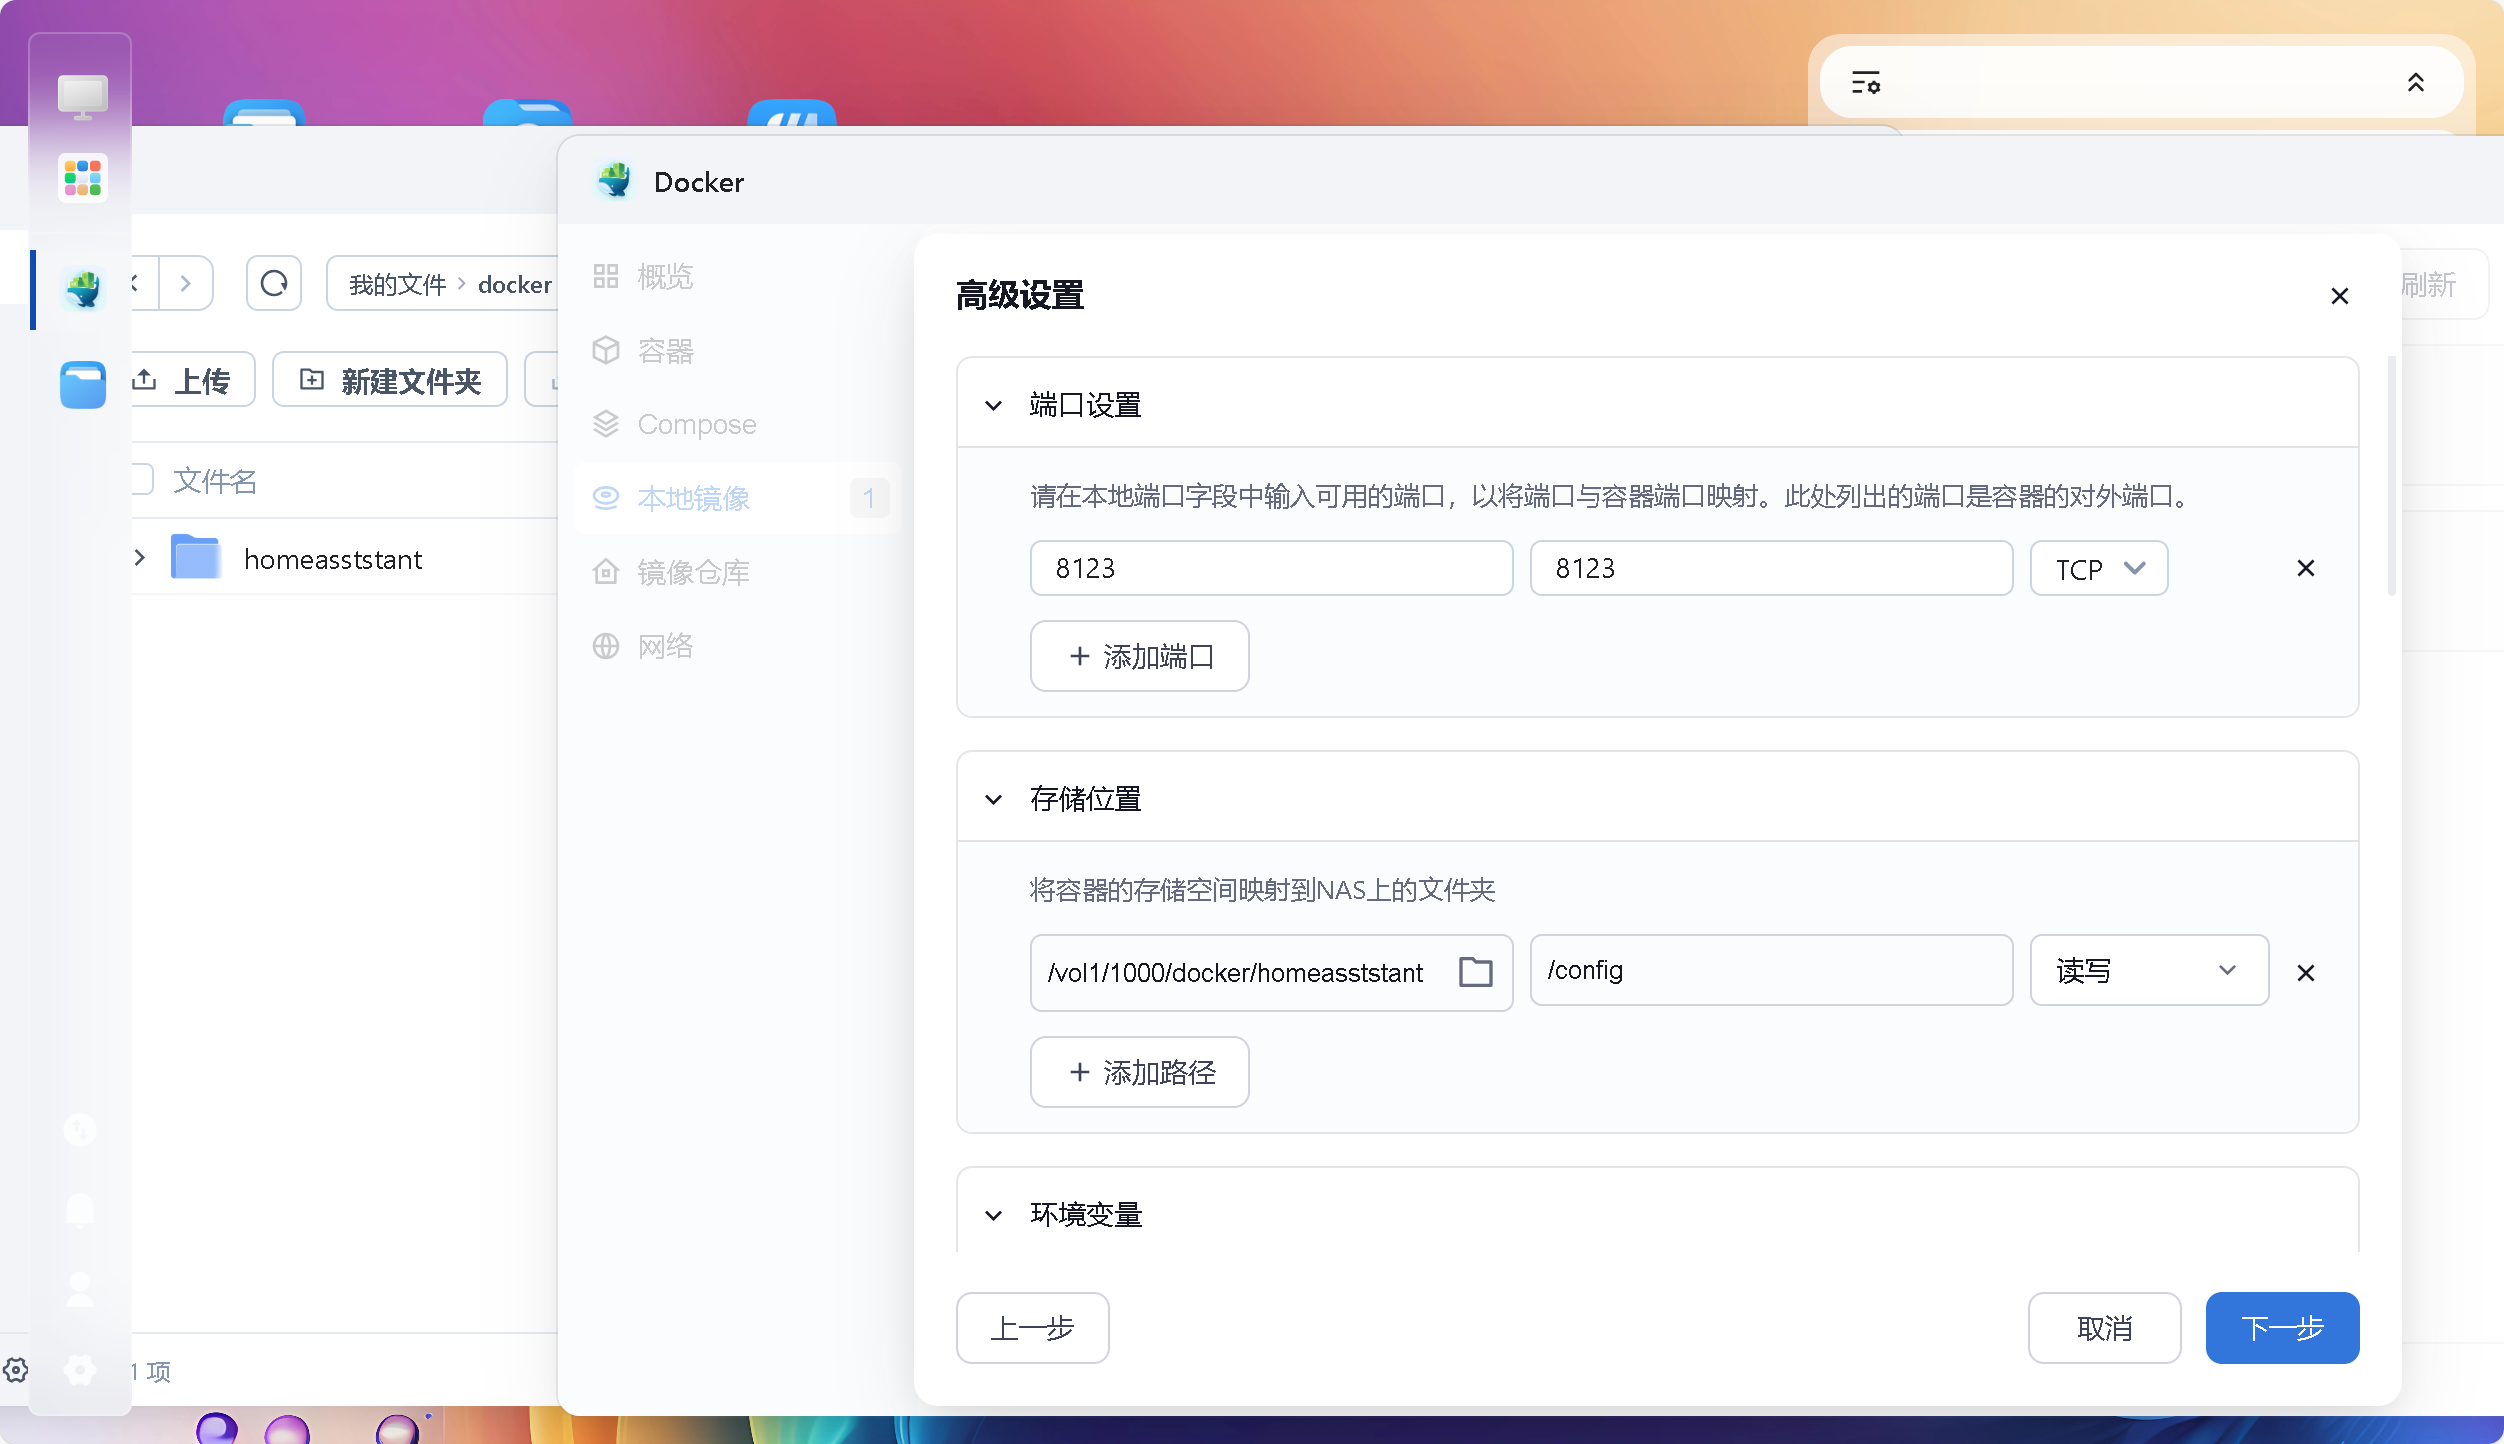 Docker
我的文件 > docker
上传
新建文件夹
文件名
homeasststant
1 项
概览
容器
Compose
本地镜像
1
镜像仓库
网络
刷新
高级设置
端口设置
请在本地端口字段中输入可用的端口，以将端口与容器端口映射。此处列出的端口是容器的对外端口。
8123
8123
TCP
添加端口
存储位置
将容器的存储空间映射到NAS上的文件夹
/vol1/1000/docker/homeasststant
/config
读写
添加路径
环境变量
上一步
取消
下一步